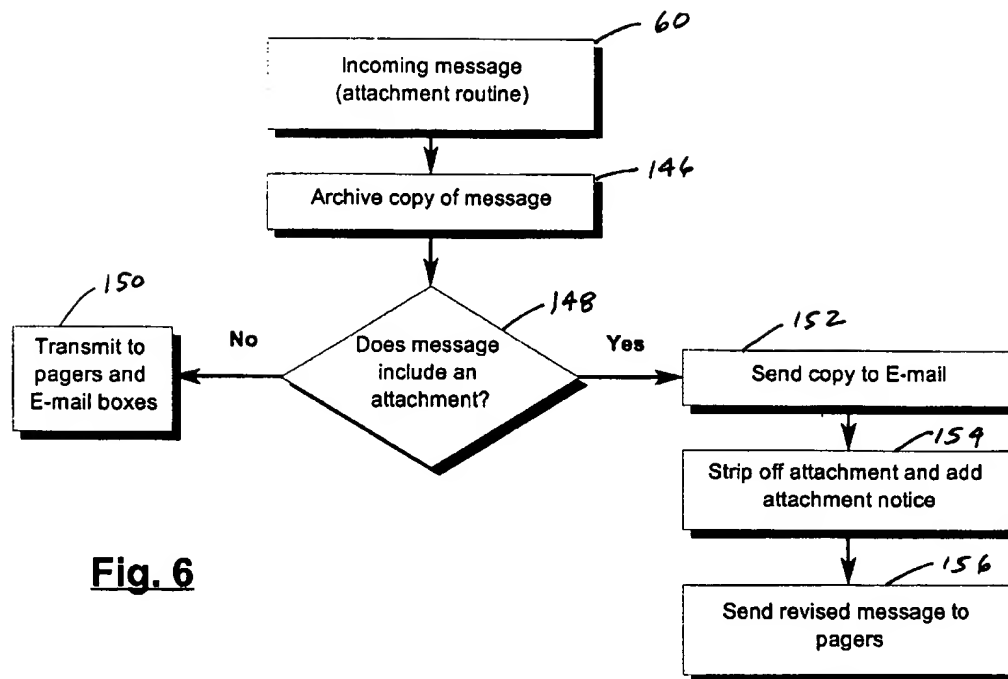 60
Incoming message
(attachment routine)
146
Archive copy of message
150
148
152
No
Yes
Transmit to
pagers and
E-mail boxes
Does message
include an
attachment?
Send copy to E-mail
154
Strip off attachment and add
attachment notice
156
Send revised message to
pagers
Fig. 6